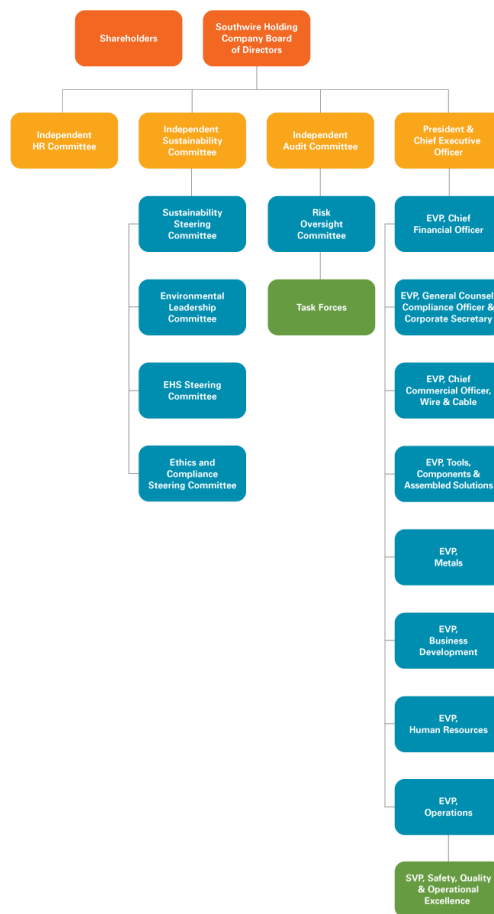 Shareholders
Southwire Holding
Company Board
of Directors
Independent
HR Committee
Independent
Sustainability
Committee
Independent
Audit Committee
President &
Chief Executive
Officer
Sustainability
Steering
Committee
Risk
Oversight
Committee
EVP, Chief
Financial Officer
Environmental
Leadership
Committee
Task Forces
EVP, General Counsel,
Compliance Officer &
Corporate Secretary
EHS Steering
Committee
EVP, Chief
Commercial Officer,
Wire & Cable
Ethics and
Compliance
Steering Committee
EVP, Tools,
Components &
Assembled Solutions
EVP,
Metals
EVP,
Business
Development
EVP,
Human Resources
EVP,
Operations
SVP, Safety, Quality
& Operational
Excellence